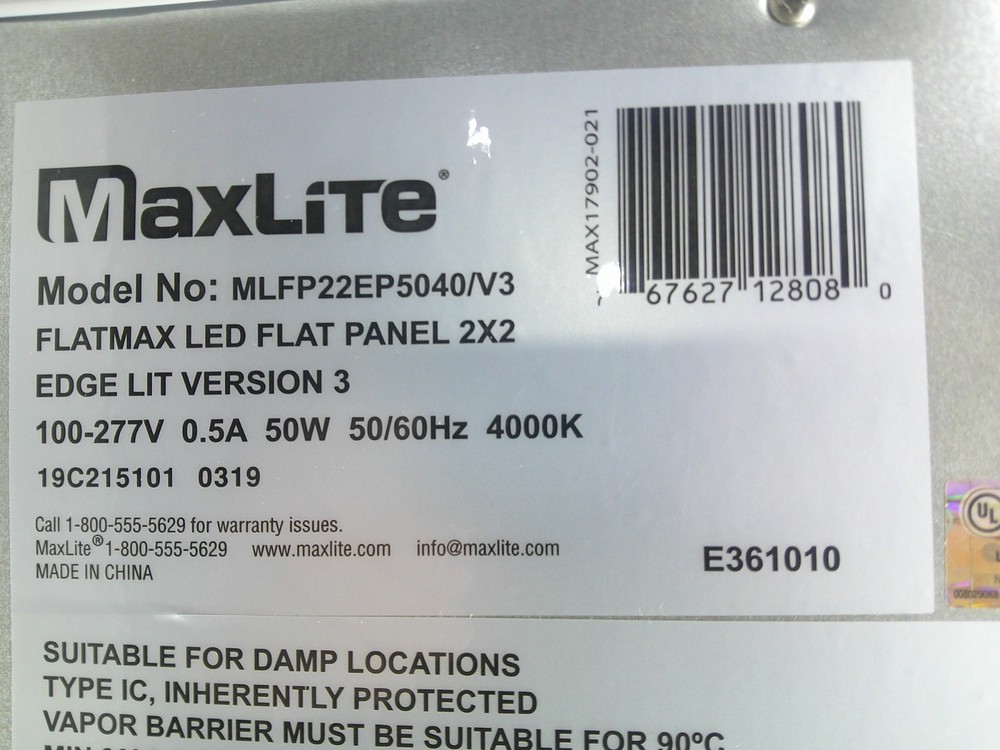 MAXLITE®
Model No: MLFP22EP5040/V3
FLATMAX LED FLAT PANEL 2X2
EDGE LIT VERSION 3
100-277V 0.5A 50W 50/60Hz 4000K
19C215101 0319
Call 1-800-555-5629 for warranty issues.
MaxLite®1-800-555-5629 www.maxlite.com info@maxlite.com
MADE IN CHINA
MAX17902-021
67627 12808 0
E361010
UL
SUITABLE FOR DAMP LOCATIONS
TYPE IC, INHERENTLY PROTECTED
VAPOR BARRIER MUST BE SUITABLE FOR 90ºC